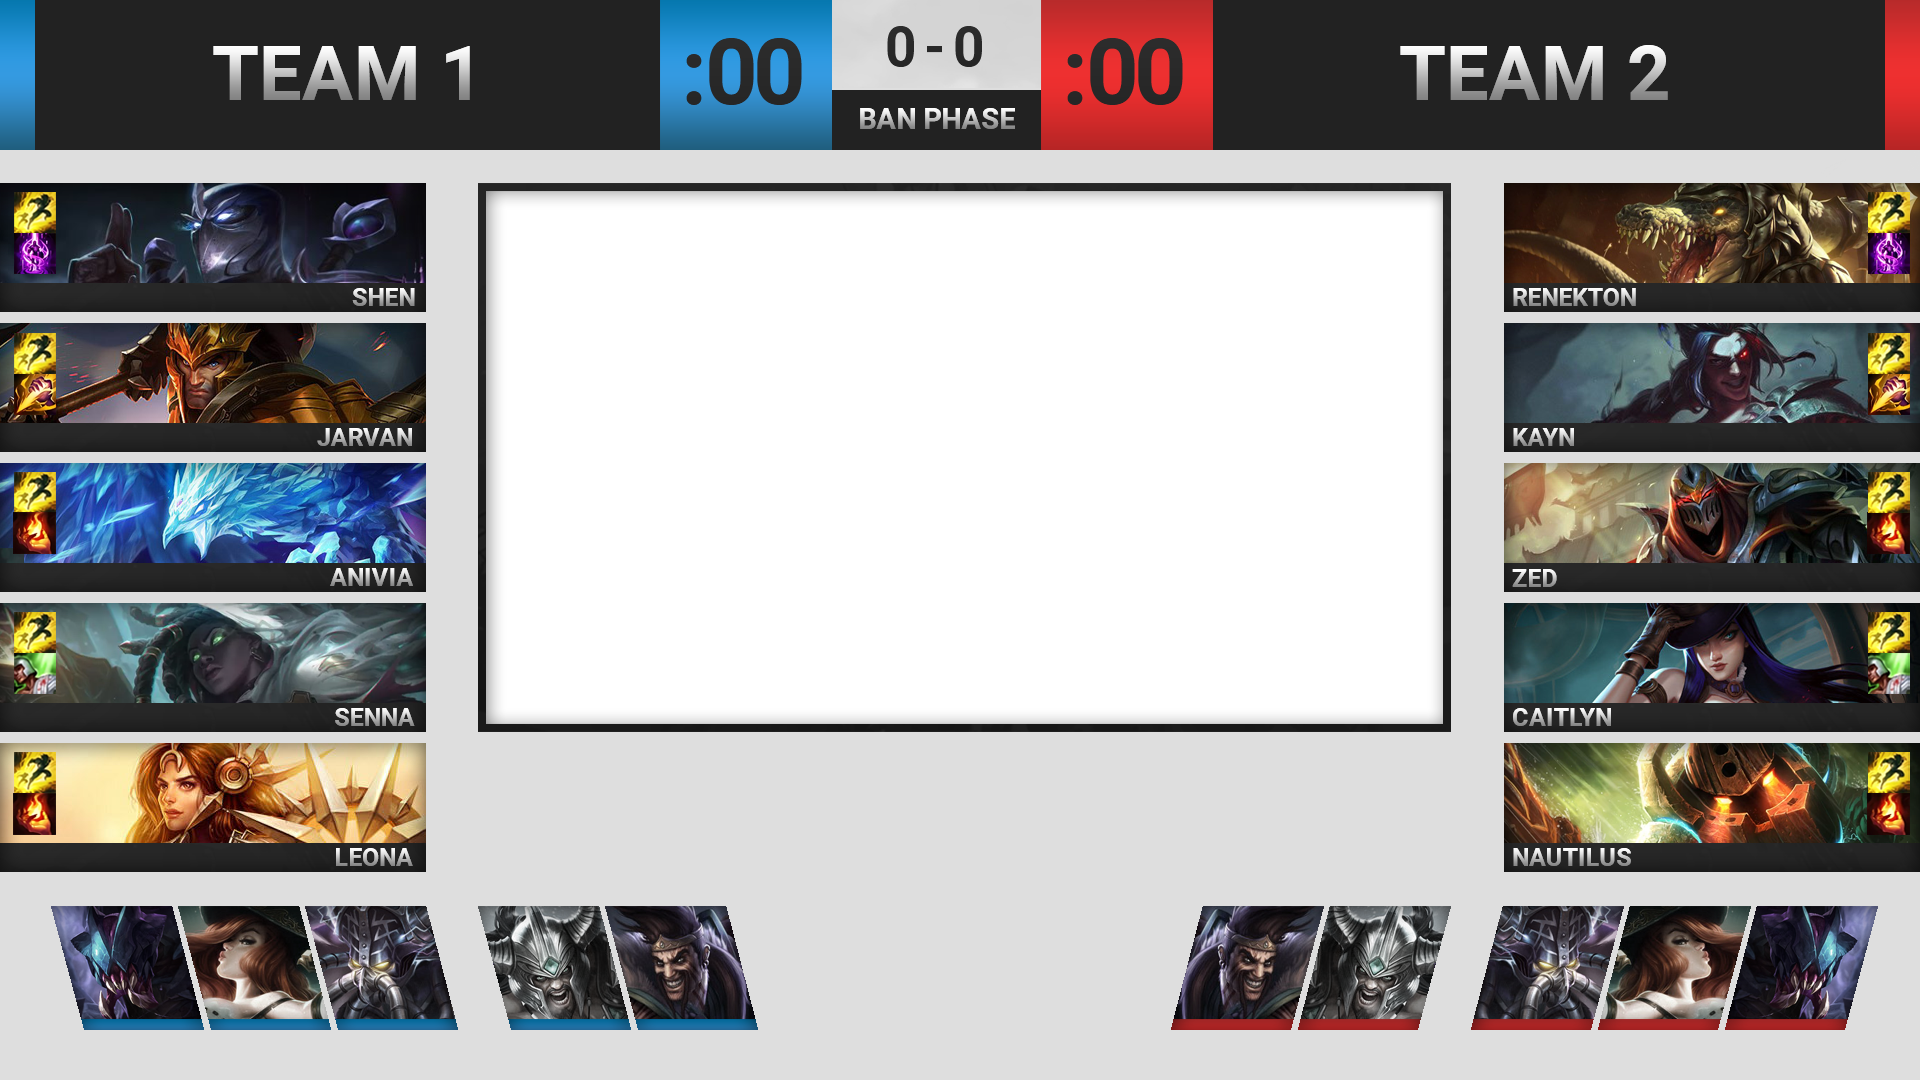 TEAM 1
:00
0 - 0
BAN PHASE
:00
TEAM 2
SHEN
JARVAN
ANIVIA
SENNA
LEONA
RENEKTON
KAYN
ZED
CAITLYN
NAUTILUS